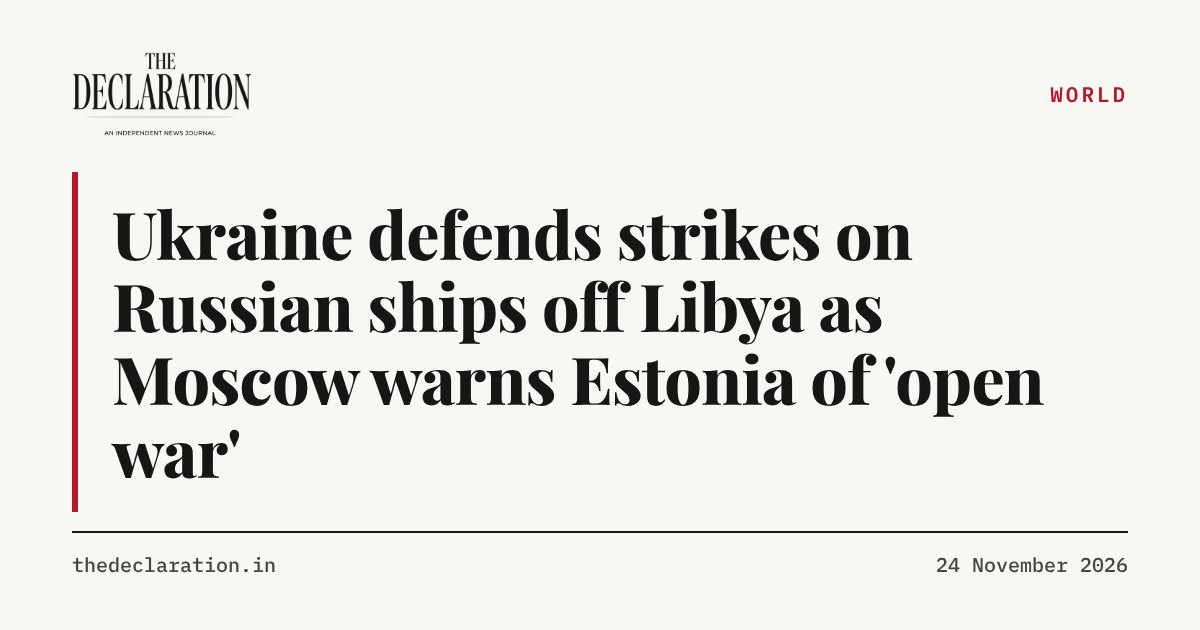 THE
DECLARATION
AN INDEPENDENT NEWS JOURNAL
WORLD
Ukraine defends strikes on
Russian ships off Libya as
Moscow warns Estonia of 'open
war'
thedeclaration.in
24 November 2026